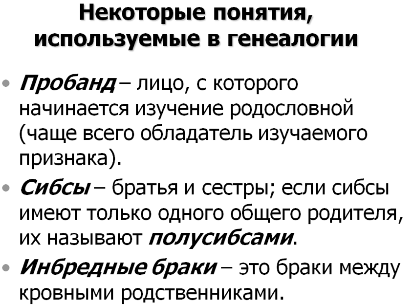 Некоторые понятия,
используемые в генеалогии
• Пробанд – лицо, с которого
начинается изучение родословной
(чаще всего обладатель изучаемого
признака).
• Сибсы – братья и сестры; если сибсы
имеют только одного общего родителя,
их называют полусибсами.
• Инбредные браки – это браки между
кровными родственниками.